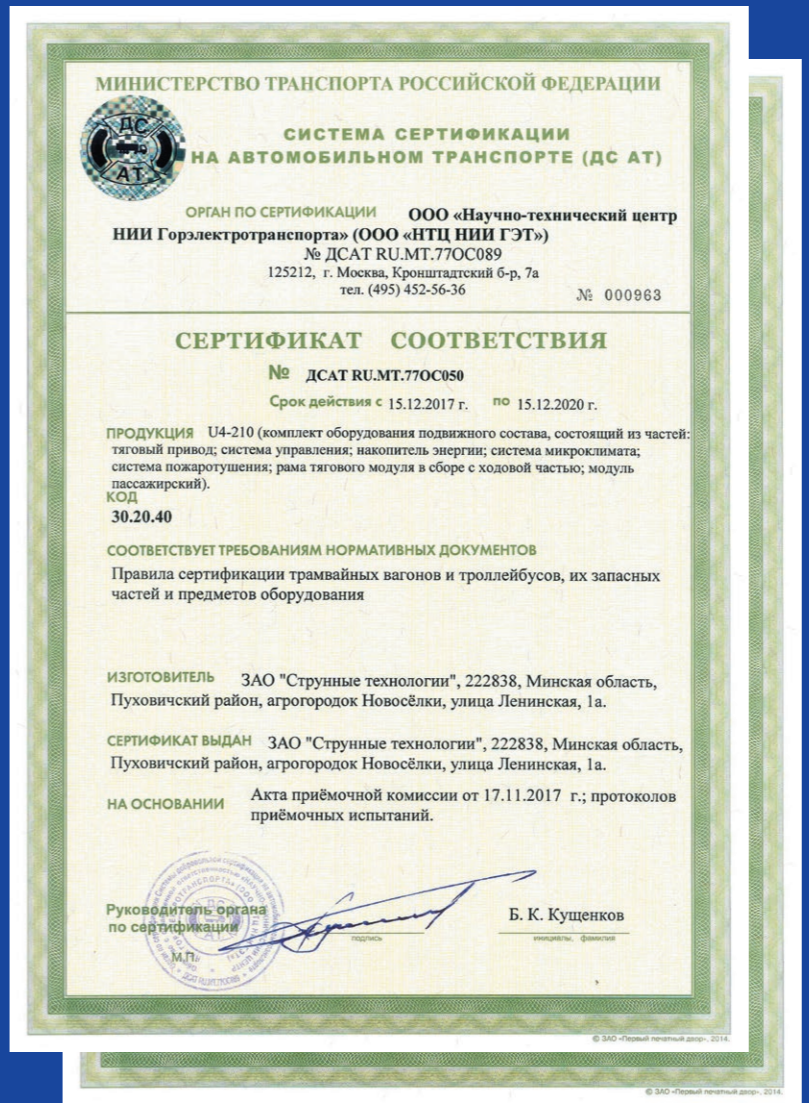 МИНИСТЕРСТВО ТРАНСПОРТА РОССИЙСКОЙ ФЕДЕРАЦИИ
ДС
АТ
СИСТЕМА СЕРТИФИКАЦИИ
НА АВТОМОБИЛЬНОМ ТРАНСПОРТЕ (ДС АТ)
ОРГАН ПО СЕРТИФИКАЦИИ ООО «Научно-технический центр
НИИ Горэлектротранспорта» (ООО «НТЦ НИИ ГЭТ»)
№ ДСАТ RU.МТ.77ОС089
125212, г. Москва, Кронштадтский б-р, 7а
тел. (495) 452-56-36
№ 000963
СЕРТИФИКАТ СООТВЕТСТВИЯ
№ ДСАТ RU.МТ.77ОС050
Срок действия с 15.12.2017 г. по 15.12.2020 г.
ПРОДУКЦИЯ U4-210 (комплект оборудования подвижного состава, состоящий из частей:
тяговый привод; система управления; накопитель энергии; система микроклимата;
система пожаротушения; рама тягового модуля в сборе с ходовой частью; модуль
пассажирский).
КОД
30.20.40
СООТВЕТСТВУЕТ ТРЕБОВАНИЯМ НОРМАТИВНЫХ ДОКУМЕНТОВ
Правила сертификации трамвайных вагонов и троллейбусов, их запасных
частей и предметов оборудования
ИЗГОТОВИТЕЛЬ ЗАО "Струнные технологии", 222838, Минская область,
Пуховичский район, агрогородок Новосёлки, улица Ленинская, 1а.
СЕРТИФИКАТ ВЫДАН ЗАО "Струнные технологии", 222838, Минская область,
Пуховичский район, агрогородок Новосёлки, улица Ленинская, 1а.
НА ОСНОВАНИИ Акта приёмочной комиссии от 17.11.2017 г.; протоколов
приёмочных испытаний.
Руководитель органа
по сертификации
М.П.
подпись
Б. К. Кущенков
инициалы, фамилия
© ЗАО «Первый печатный двор», 2014.
© ЗАО «Первый печатный двор», 2014.